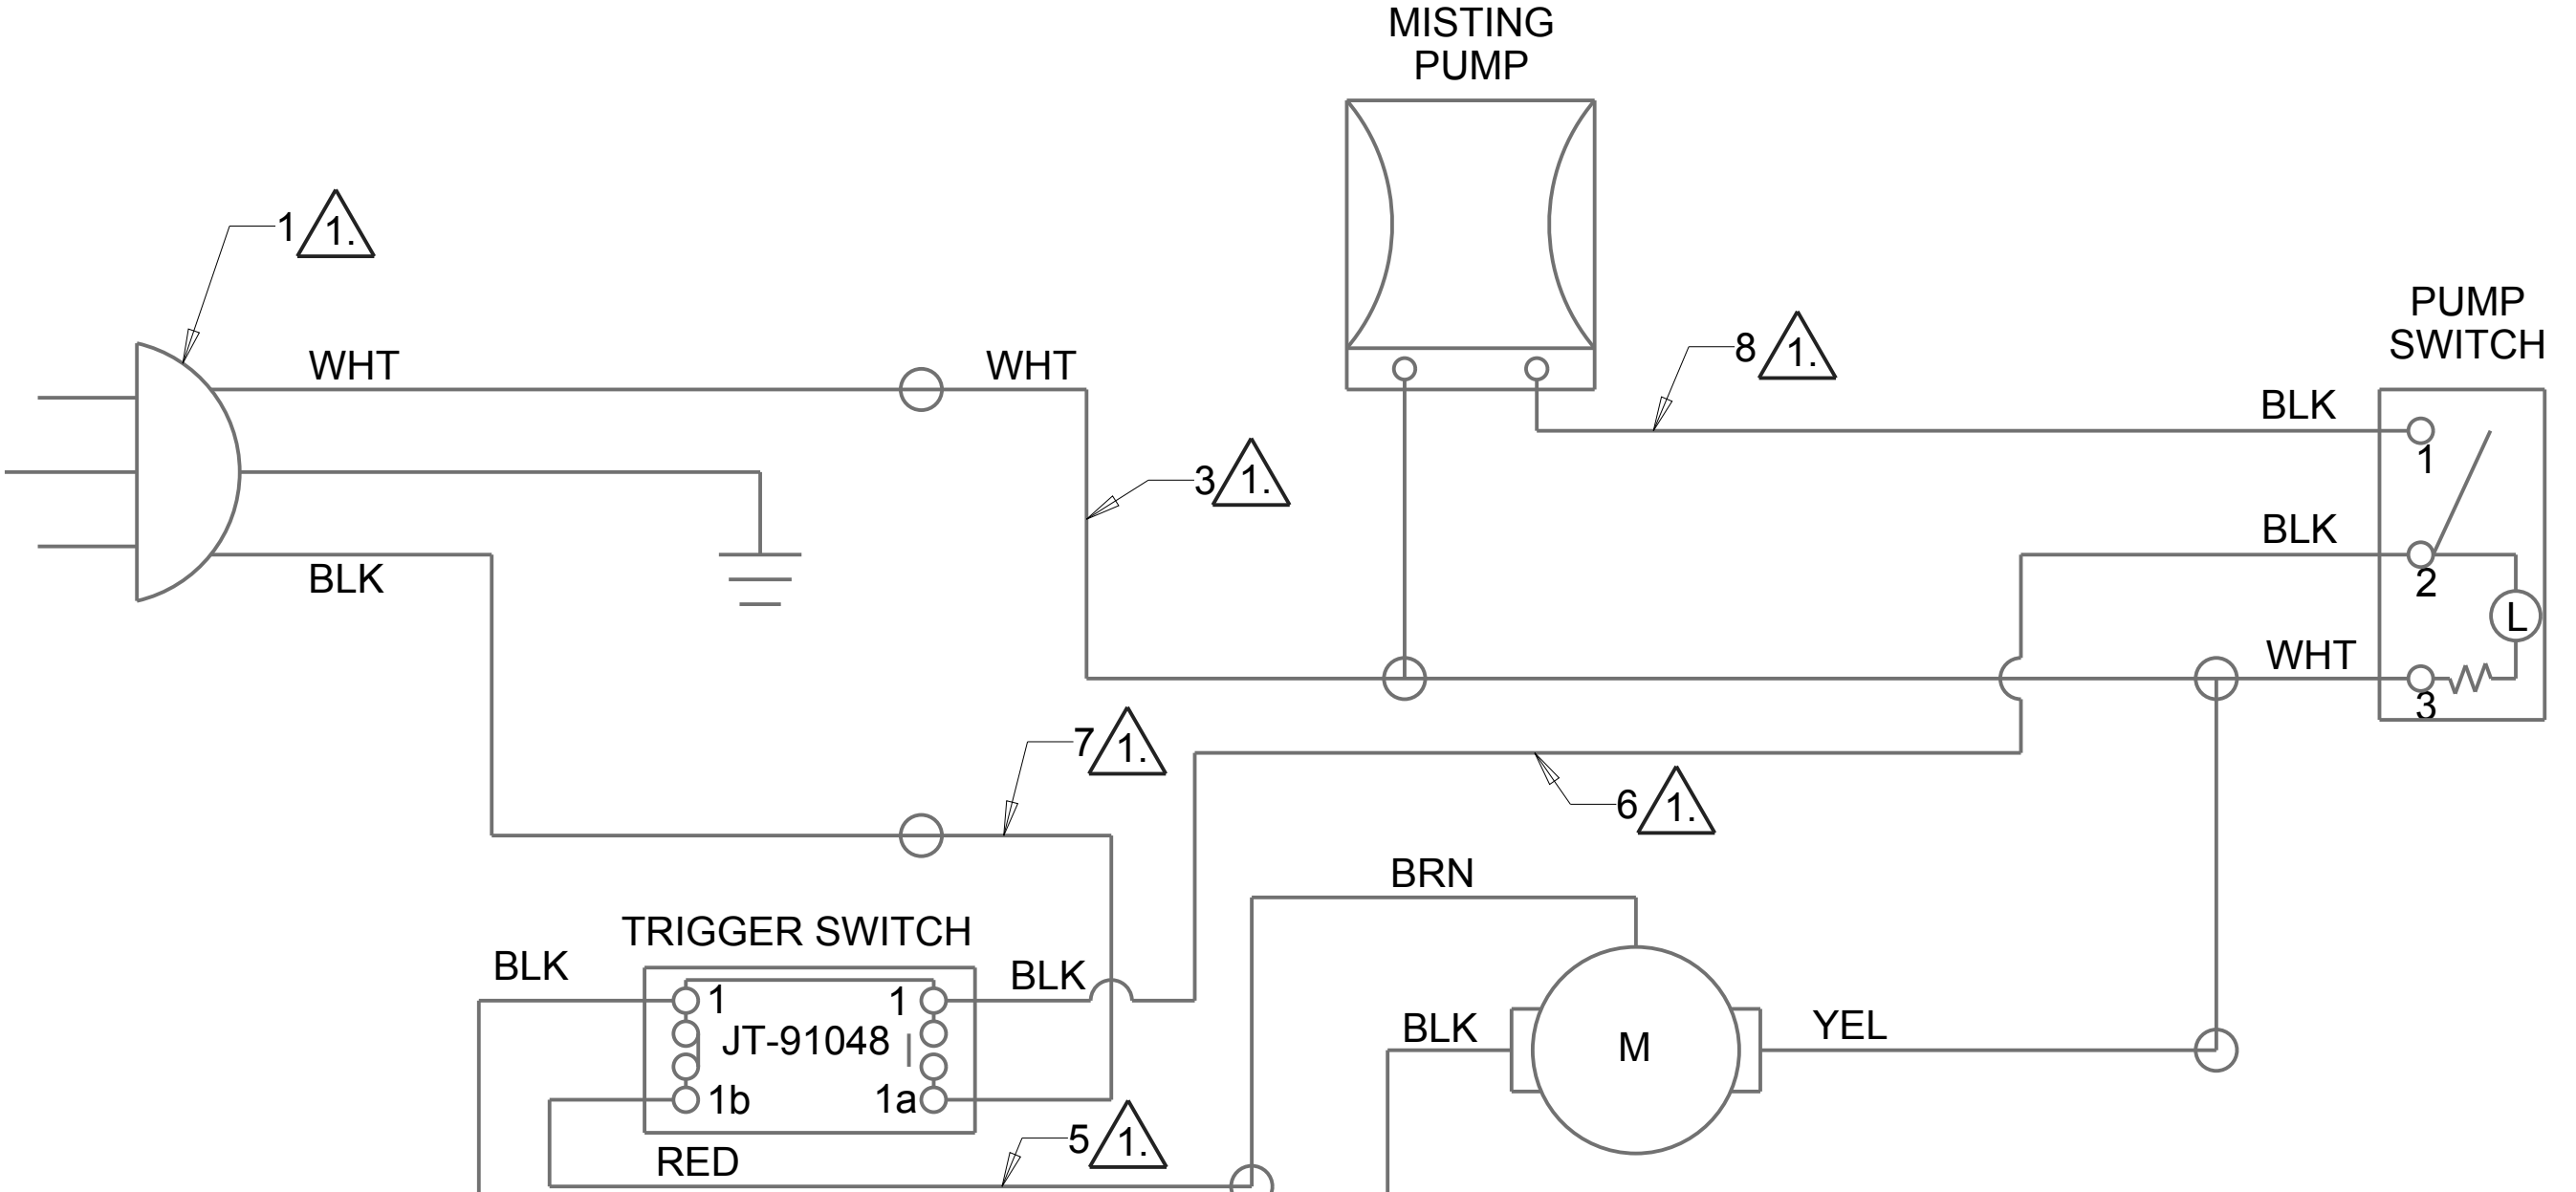 MISTING
PUMP
1 1.
WHT
WHT
8 1.
PUMP
SWITCH
BLK
1
3 1.
BLK
2
BLK
L
WHT
3
7 1.
6 1.
BRN
TRIGGER SWITCH
BLK
BLK
1
1
JT-91048
BLK
M
YEL
1b
1a
5 1.
RED